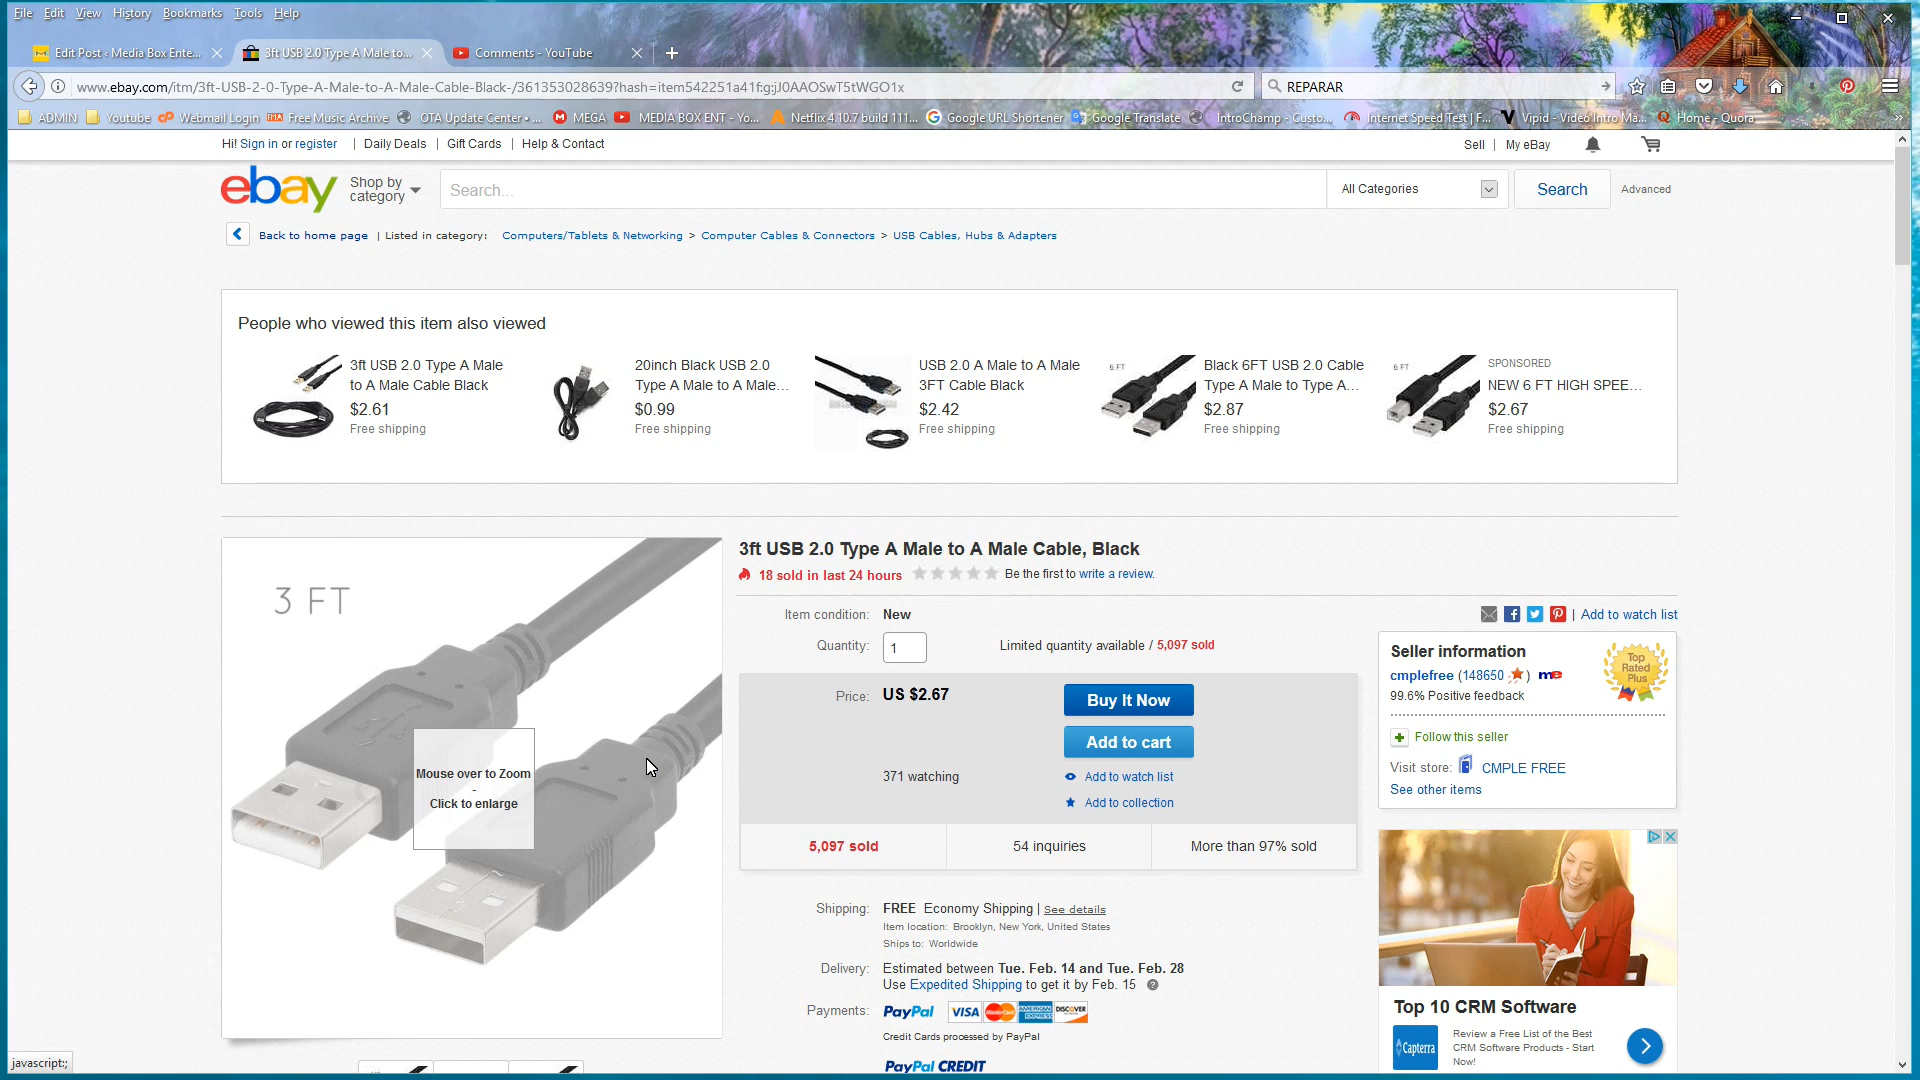 File Edit View History Bookmarks Tools Help
Edit Post ‹ Media Box Ente...
3ft USB 2.0 Type A Male to...
Comments - YouTube
www.ebay.com/itm/3ft-USB-2-0-Type-A-Male-to-A-Male-Cable-Black-/361353028639?hash=item542251a41f:g:jJ0AAOSwT5tWGO1x
REPARAR
ADMIN Youtube Webmail Login Free Music Archive OTA Update Center • ... MEGA MEDIA BOX ENT - Yo... Netflix 4.10.7 build 111... Google URL Shortener Google Translate IntroChamp - Custo... Internet Speed Test | F... Vipid - Video Intro Ma... Home - Quora
Hi! Sign in or register | Daily Deals | Gift Cards | Help & Contact
Sell | My eBay
ebay
Shop by
category
Search...
All Categories
Search
Advanced
Back to home page | Listed in category: Computers/Tablets & Networking > Computer Cables & Connectors > USB Cables, Hubs & Adapters
People who viewed this item also viewed
3ft USB 2.0 Type A Male
to A Male Cable Black
$2.61
Free shipping
20inch Black USB 2.0
Type A Male to A Male...
$0.99
Free shipping
USB 2.0 A Male to A Male
3FT Cable Black
$2.42
Free shipping
6 FT
Black 6FT USB 2.0 Cable
Type A Male to Type A...
$2.87
Free shipping
6 FT
SPONSORED
NEW 6 FT HIGH SPEE...
$2.67
Free shipping
3 FT
Mouse over to Zoom
-
Click to enlarge
3ft USB 2.0 Type A Male to A Male Cable, Black
18 sold in last 24 hours
Be the first to write a review.
Item condition: New
Quantity: 1
Limited quantity available / 5,097 sold
Price: US $2.67
Buy It Now
Add to cart
371 watching
Add to watch list
Add to collection
5,097 sold
54 inquiries
More than 97% sold
Shipping: FREE Economy Shipping | See details
Item location: Brooklyn, New York, United States
Ships to: Worldwide
Delivery: Estimated between Tue. Feb. 14 and Tue. Feb. 28
Use Expedited Shipping to get it by Feb. 15
Payments: PayPal VISA MasterCard AMERICAN EXPRESS DISCOVER
Credit Cards processed by PayPal
PayPal CREDIT
| Add to watch list
Seller information
cmplefree (148650 ) me
99.6% Positive feedback
Top
Rated
Plus
Follow this seller
Visit store: CMPLE FREE
See other items
Top 10 CRM Software
Capterra
Review a Free List of the Best
CRM Software Products - Start
Now!
javascript:;